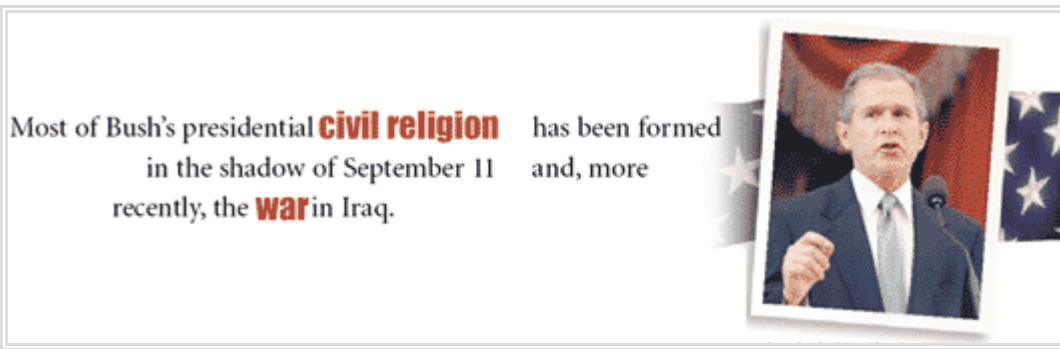 Most of Bush's presidential civil religion has been formed
in the shadow of September 11 and, more
recently, the war in Iraq.